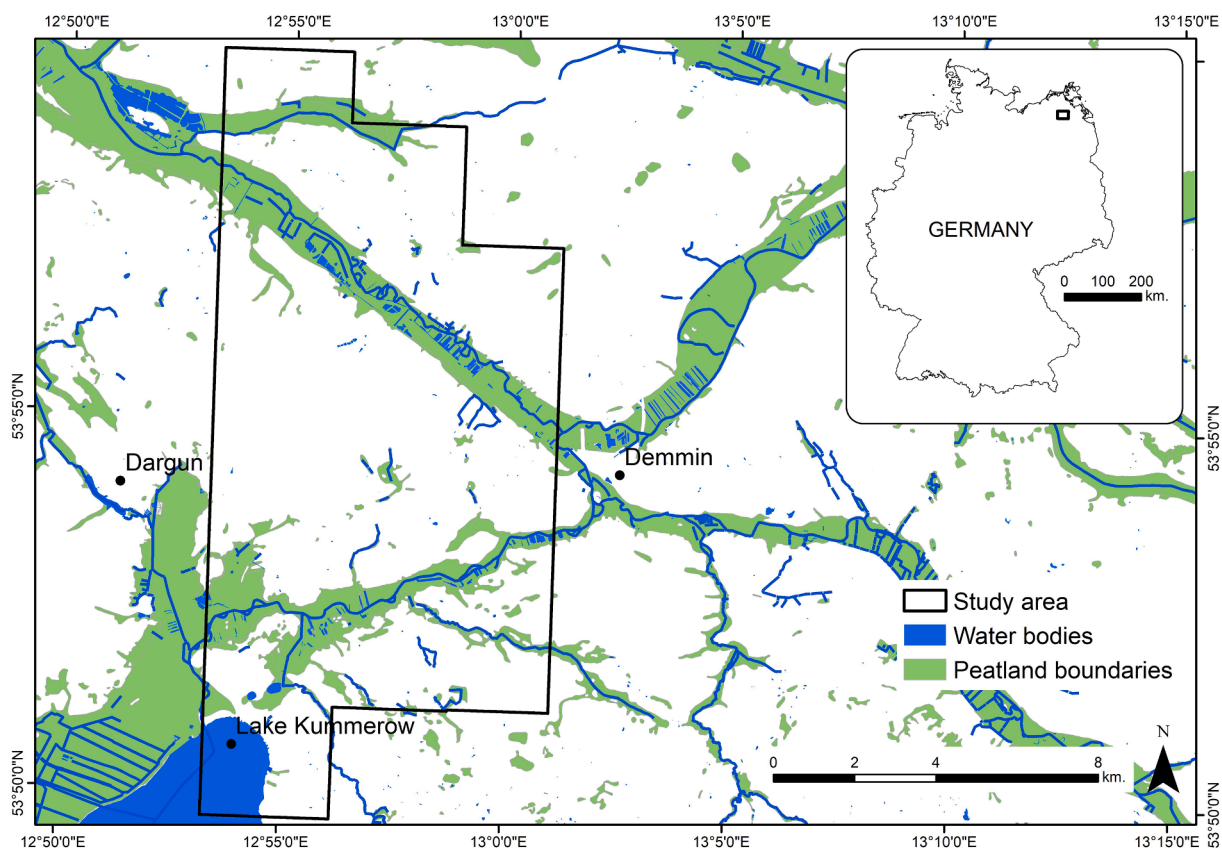 12°50'0"E 12°55'0"E 13°00'0"E 13°5'0"E 13°10'0"E 13°15'0"E
GERMANY
0 100 200
km.
53°55'0"N
53°55'0"N
Dargun
Demmin
Study area
Water bodies
Peatland boundaries
Lake Kummerow
N
0 2 4 8
km.
53°50'0"N
53°50'0"N
12°50'0"E 12°55'0"E 13°0'0"E 13°5'0"E 13°10'0"E 13°15'0"E